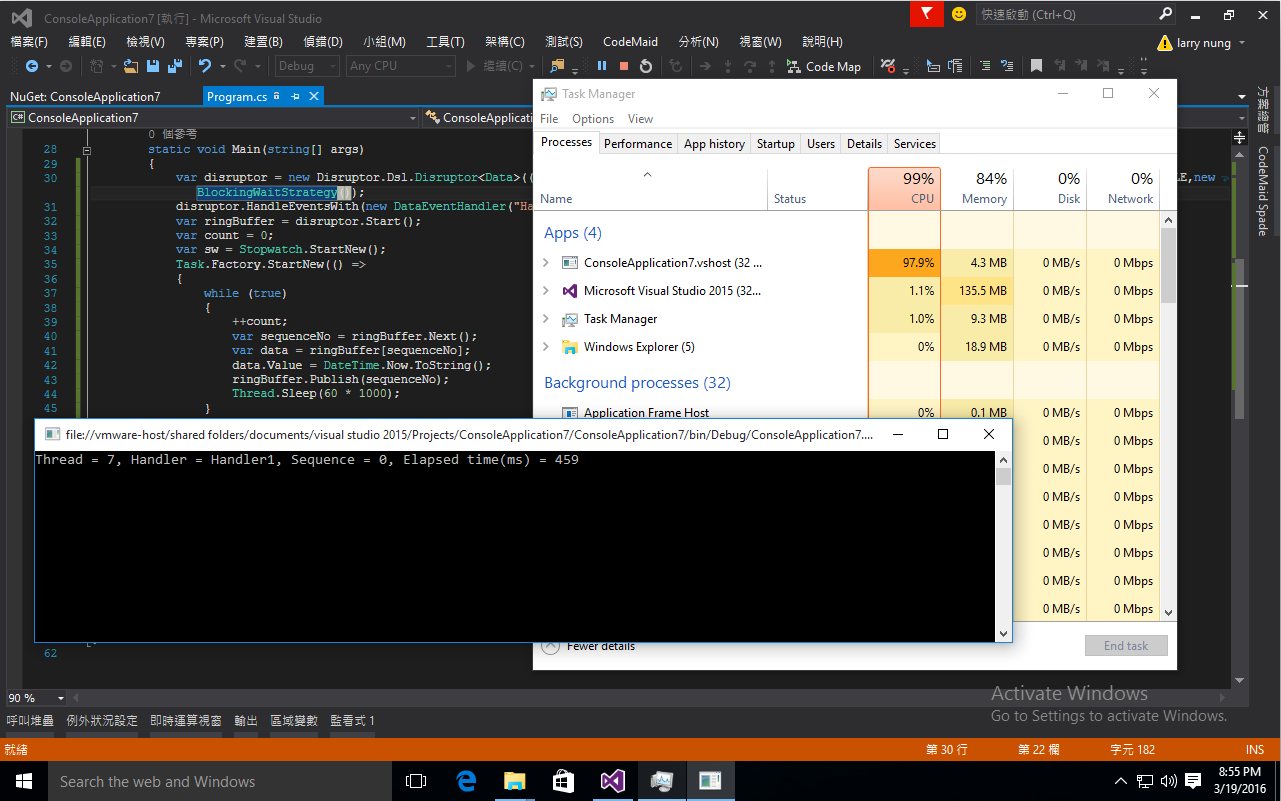 ConsoleApplication7 [執行] - Microsoft Visual Studio
快速啟動 (Ctrl+Q)
檔案(F) 編輯(E) 檢視(V) 專案(P) 建置(B) 偵錯(D) 小組(M) 工具(T) 架構(C) 測試(S) CodeMaid 分析(N) 視窗(W) 說明(H)
larry nung
Debug Any CPU 繼續(C) Code Map
NuGet: ConsoleApplication7 Program.cs
C# ConsoleApplication7 ConsoleApplicati
方案總管
CodeMaid Spade
0 個參考
28 static void Main(string[] args)
29 {
30 var disruptor = new Disruptor.Dsl.Disruptor<Data>((
LE,new
BlockingWaitStrategy());
31 disruptor.HandleEventsWith(new DataEventHandler("Ha
32 var ringBuffer = disruptor.Start();
33 var count = 0;
34 var sw = Stopwatch.StartNew();
35 Task.Factory.StartNew(() =>
36 {
37 while (true)
38 {
39 ++count;
40 var sequenceNo = ringBuffer.Next();
41 var data = ringBuffer[sequenceNo];
42 data.Value = DateTime.Now.ToString();
43 ringBuffer.Publish(sequenceNo);
44 Thread.Sleep(60 * 1000);
45 }
62
Task Manager
File Options View
Processes Performance App history Startup Users Details Services
99% 84% 0% 0%
Name Status CPU Memory Disk Network
Apps (4)
ConsoleApplication7.vshost (32 ... 97.9% 4.3 MB 0 MB/s 0 Mbps
Microsoft Visual Studio 2015 (32... 1.1% 135.5 MB 0 MB/s 0 Mbps
Task Manager 1.0% 9.3 MB 0 MB/s 0 Mbps
Windows Explorer (5) 0% 18.9 MB 0 MB/s 0 Mbps
Background processes (32)
Application Frame Host 0% 0.1 MB 0 MB/s 0 Mbps
0 MB/s 0 Mbps
0 MB/s 0 Mbps
0 MB/s 0 Mbps
0 MB/s 0 Mbps
0 MB/s 0 Mbps
0 MB/s 0 Mbps
0 MB/s 0 Mbps
Fewer details End task
file://vmware-host/shared folders/documents/visual studio 2015/Projects/ConsoleApplication7/ConsoleApplication7/bin/Debug/ConsoleApplication7....
Thread = 7, Handler = Handler1, Sequence = 0, Elapsed time(ms) = 459
90 %
Activate Windows
Go to Settings to activate Windows.
呼叫堆疊 例外狀況設定 即時運算視窗 輸出 區域變數 監看式 1
就緒 第 30 行 第 22 欄 字元 182 INS
Search the web and Windows
8:55 PM
3/19/2016